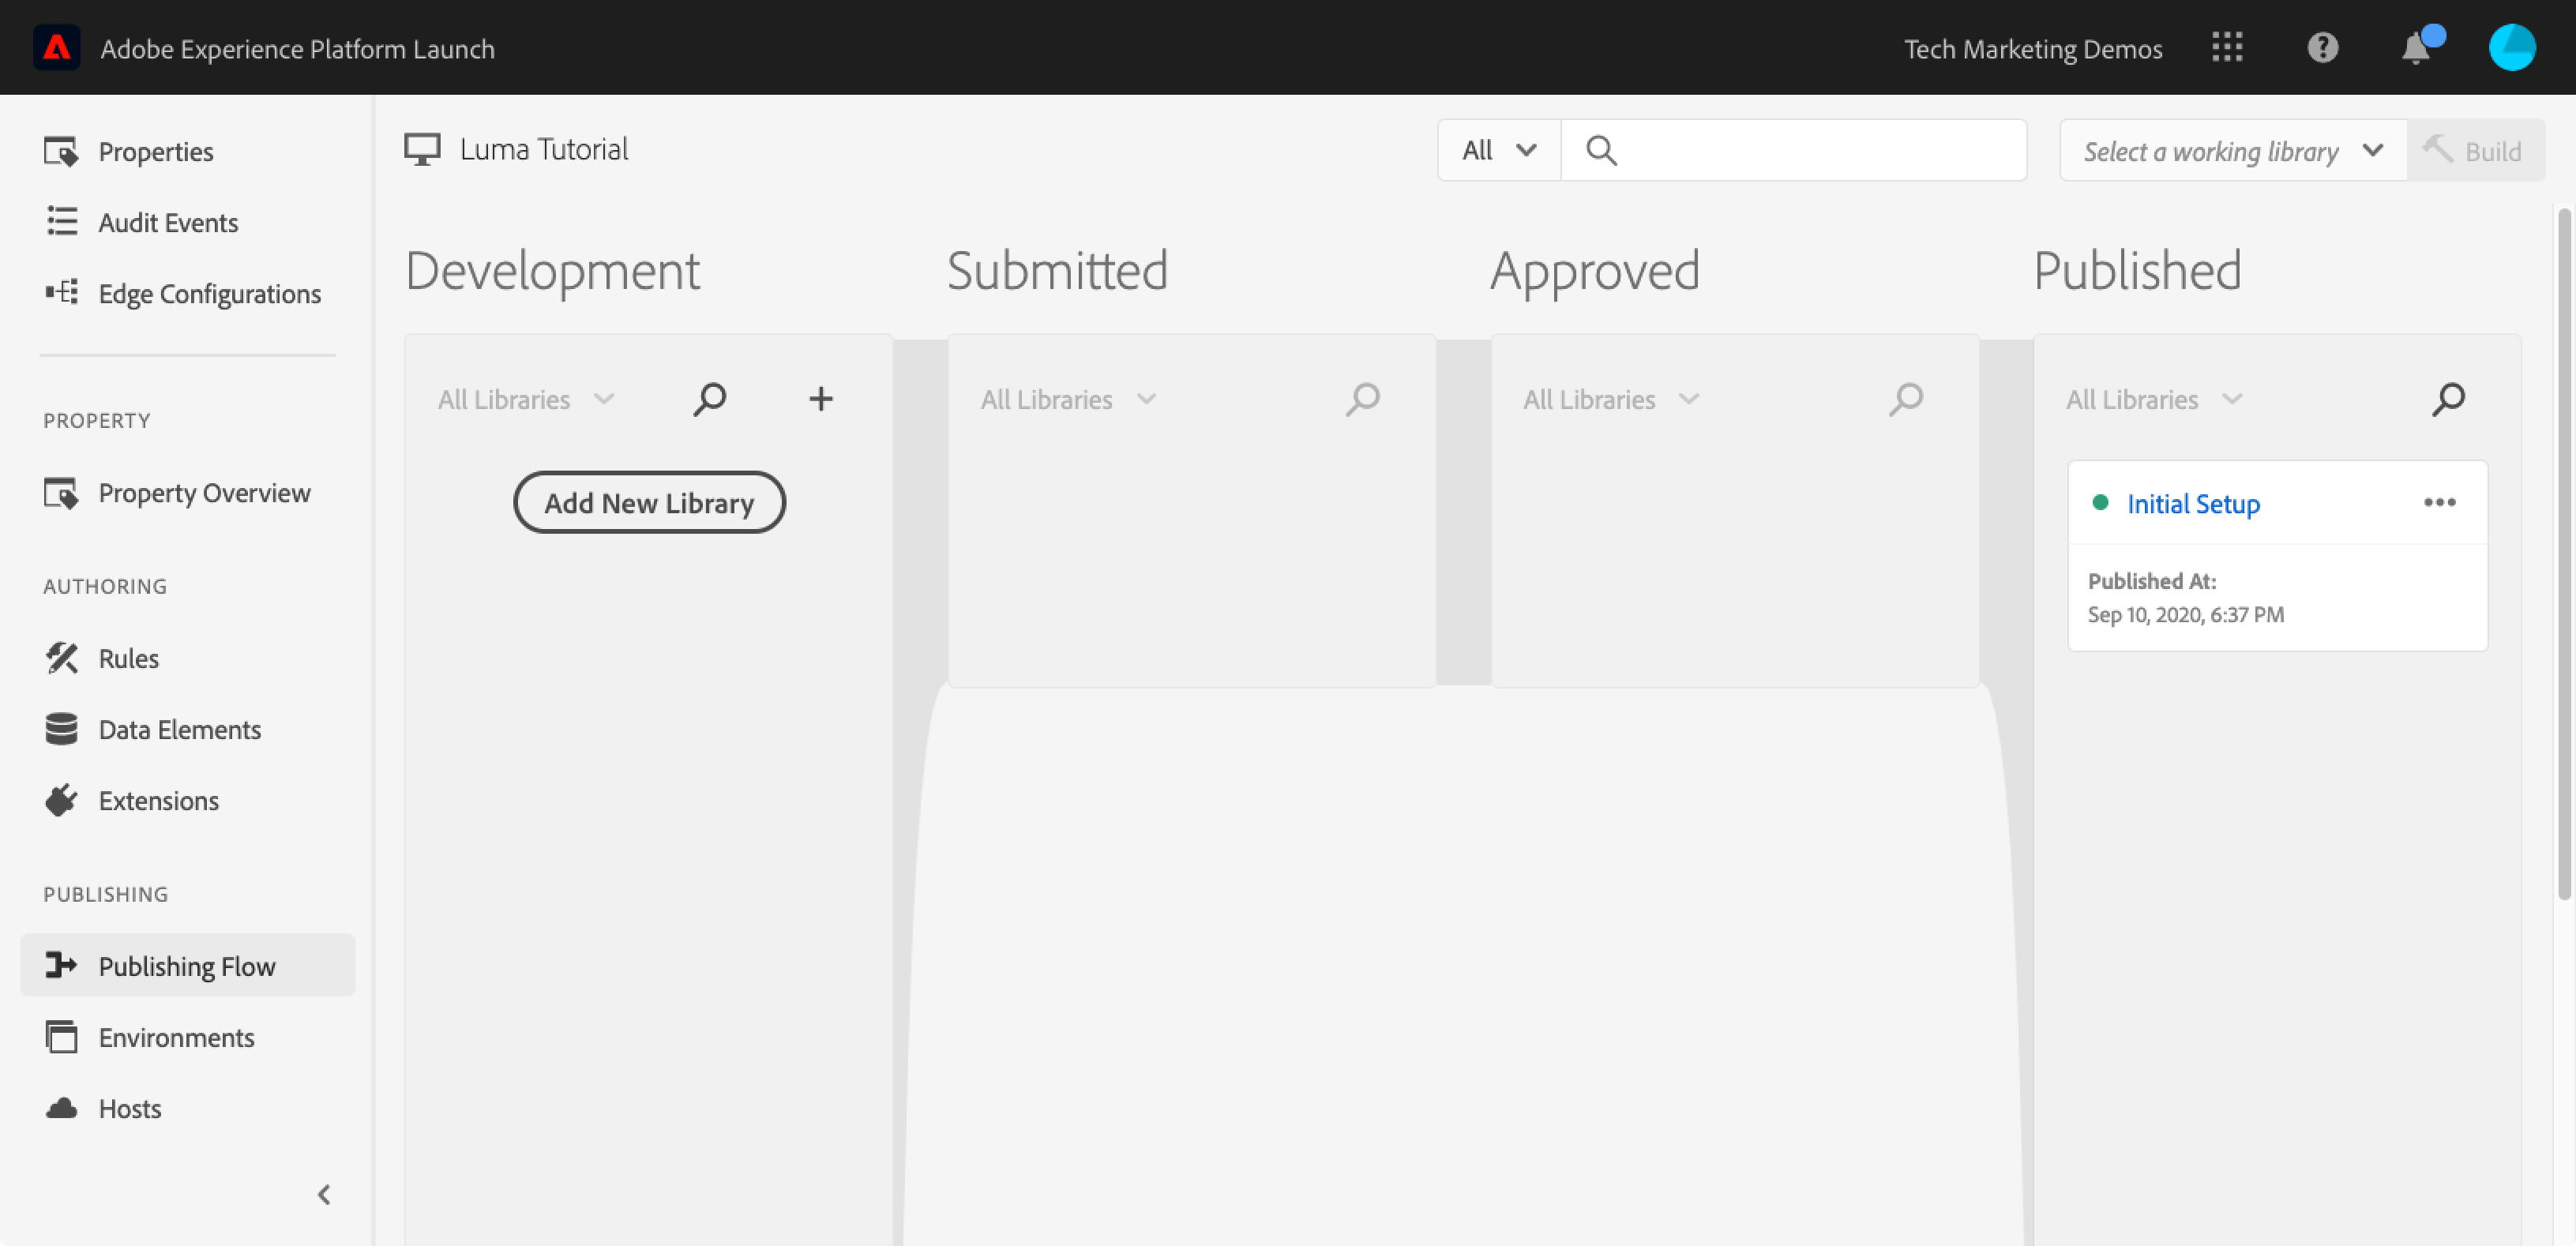 Adobe Experience Platform Launch
Tech Marketing Demos
Properties
Audit Events
Edge Configurations
PROPERTY
Property Overview
AUTHORING
Rules
Data Elements
Extensions
PUBLISHING
Publishing Flow
Environments
Hosts
Luma Tutorial
All
Select a working library
Build
Development
Submitted
Approved
Published
All Libraries
All Libraries
All Libraries
All Libraries
Add New Library
Initial Setup
Published At:
Sep 10, 2020, 6:37 PM